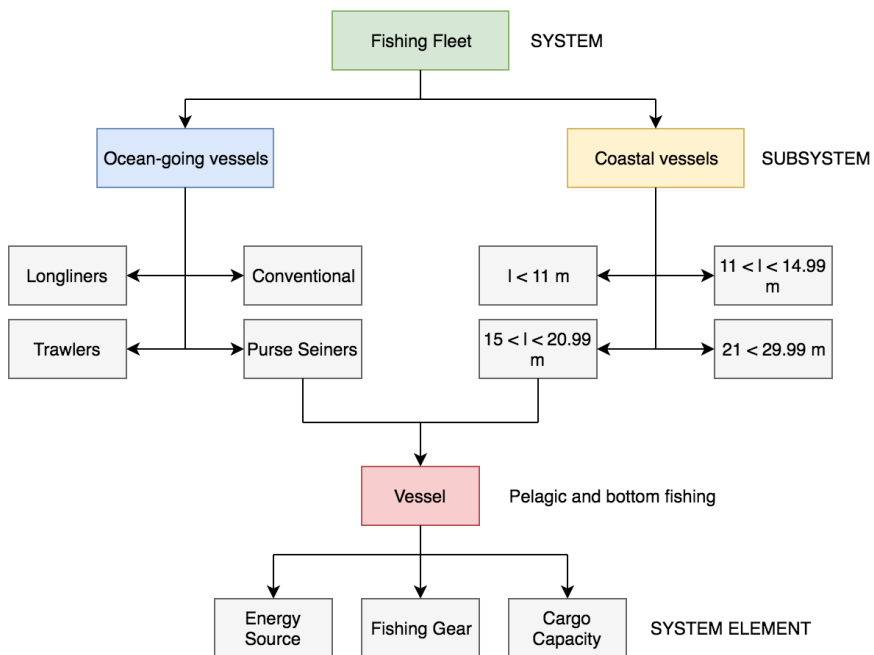 Fishing Fleet
SYSTEM
Ocean-going vessels
Coastal vessels
SUBSYSTEM
Longliners
Conventional
l < 11 m
11 < l < 14.99
m
Trawlers
Purse Seiners
15 < l < 20.99
m
21 < 29.99 m
Vessel
Pelagic and bottom fishing
Energy
Source
Fishing Gear
Cargo
Capacity
SYSTEM ELEMENT